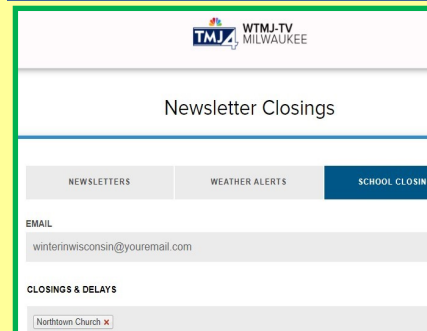 TMJ4 WTMJ-TV
MILWAUKEE
Newsletter Closings
NEWSLETTERS WEATHER ALERTS SCHOOL CLOSIN
EMAIL
winterinwisconsin@youremail.com
CLOSINGS & DELAYS
Northtown Church ×